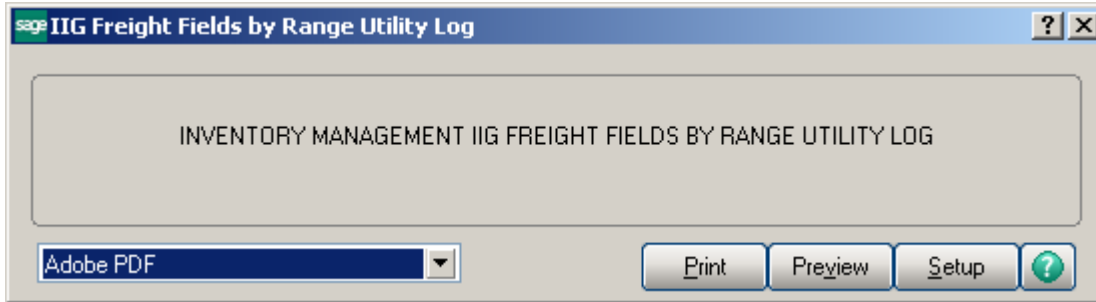 sage IIG Freight Fields by Range Utility Log ? X
INVENTORY MANAGEMENT IIG FREIGHT FIELDS BY RANGE UTILITY LOG
Adobe PDF Print Preview Setup ?